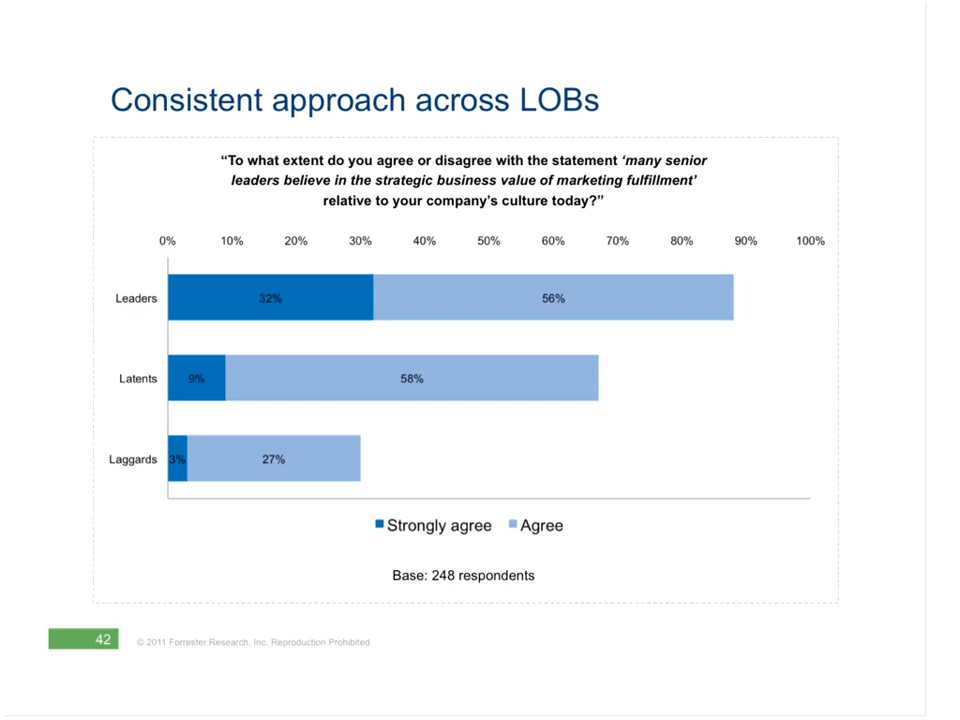 Consistent approach across LOBs
“To what extent do you agree or disagree with the statement ‘many senior
leaders believe in the strategic business value of marketing fulfillment’
relative to your company’s culture today?”
0% 10% 20% 30% 40% 50% 60% 70% 80% 90% 100%
Leaders 32% 56%
Latents 9% 58%
Laggards 3% 27%
Strongly agree Agree
Base: 248 respondents
42 © 2011 Forrester Research, Inc. Reproduction Prohibited